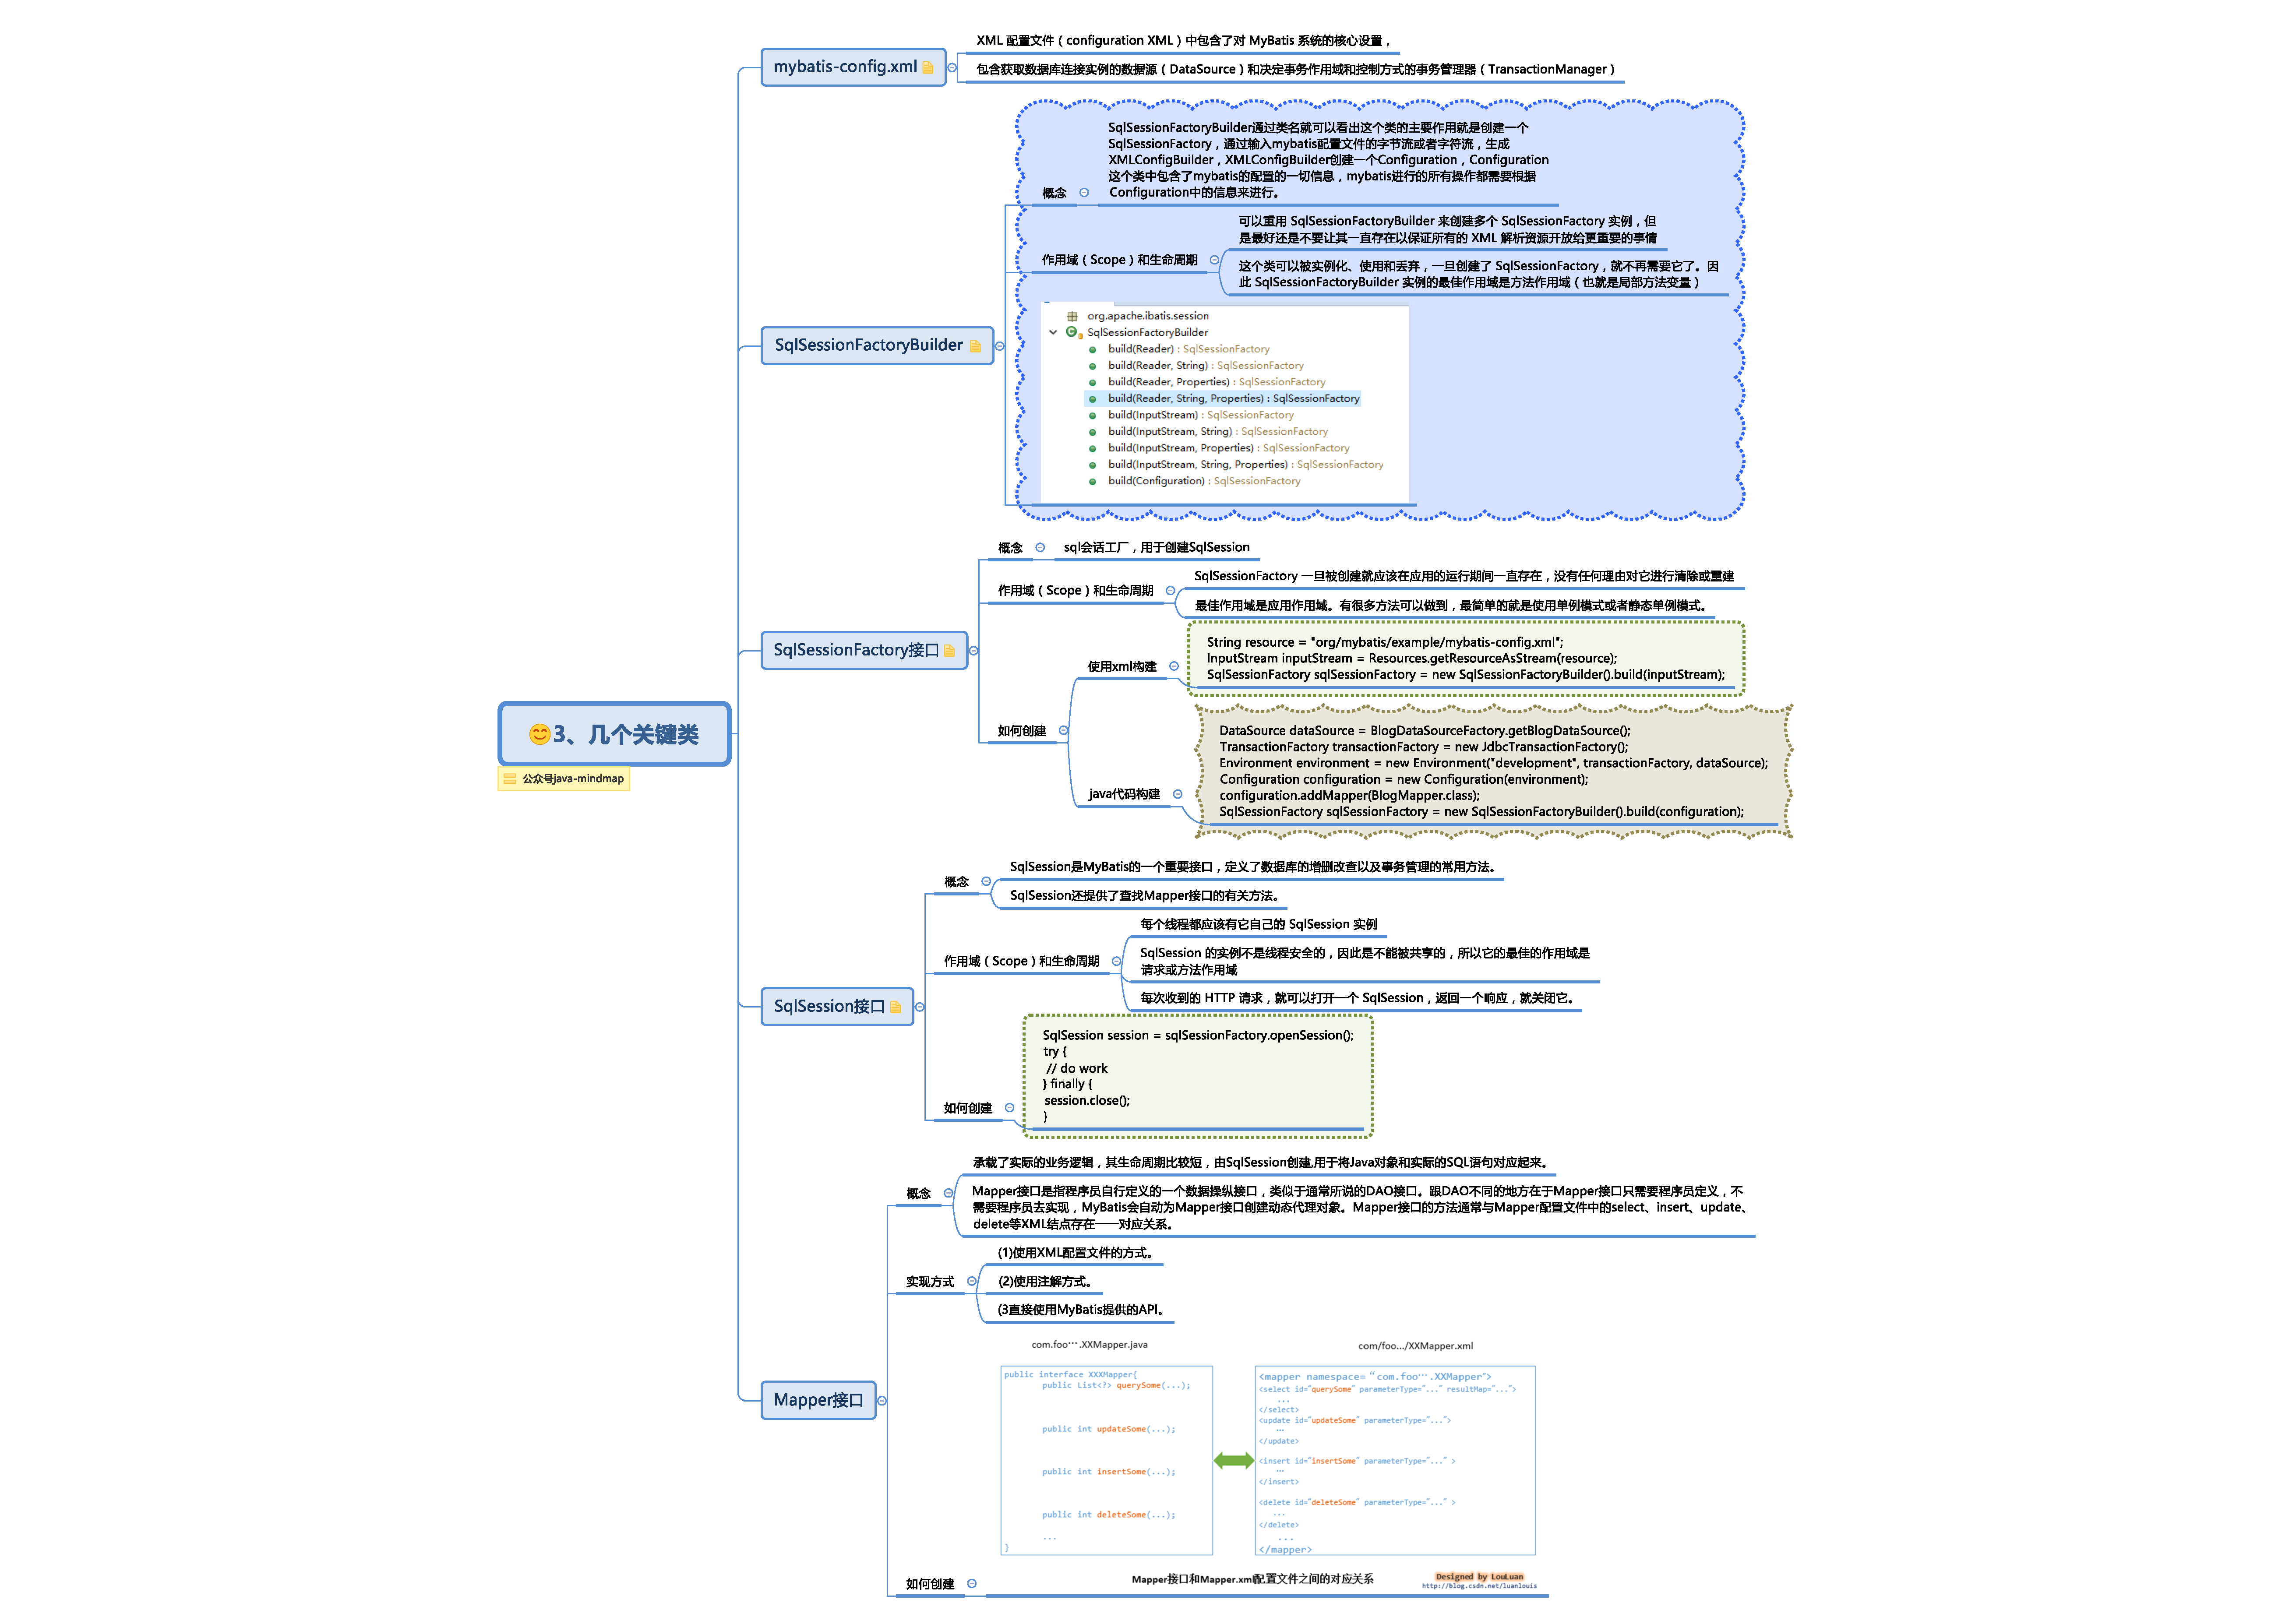 XML 配置文件（configuration XML）中包含了对 MyBatis 系统的核心设置，
mybatis-config.xml
包含获取数据库连接实例的数据源（DataSource）和决定事务作用域和控制方式的事务管理器（TransactionManager）
SqlSessionFactoryBuilder通过类名就可以看出这个类的主要作用就是创建一个
SqlSessionFactory，通过输入mybatis配置文件的字节流或者字符流，生成
XMLConfigBuilder，XMLConfigBuilder创建一个Configuration，Configuration
这个类中包含了mybatis的配置的一切信息，mybatis进行的所有操作都需要根据
Configuration中的信息来进行。
概念
可以重用 SqlSessionFactoryBuilder 来创建多个 SqlSessionFactory 实例，但
是最好还是不要让其一直存在以保证所有的 XML 解析资源开放给更重要的事情
作用域（Scope）和生命周期
这个类可以被实例化、使用和丢弃，一旦创建了 SqlSessionFactory，就不再需要它了。因
此 SqlSessionFactoryBuilder 实例的最佳作用域是方法作用域（也就是局部方法变量）
org.apache.ibatis.session
SqlSessionFactoryBuilder
SqlSessionFactoryBuilder
build(Reader) : SqlSessionFactory
build(Reader, String) : SqlSessionFactory
build(Reader, Properties) : SqlSessionFactory
build(Reader, String, Properties) : SqlSessionFactory
build(InputStream) : SqlSessionFactory
build(InputStream, String) : SqlSessionFactory
build(InputStream, Properties) : SqlSessionFactory
build(InputStream, String, Properties) : SqlSessionFactory
build(Configuration) : SqlSessionFactory
概念
sql会话工厂，用于创建SqlSession
SqlSessionFactory 一旦被创建就应该在应用的运行期间一直存在，没有任何理由对它进行清除或重建
作用域（Scope）和生命周期
最佳作用域是应用作用域。有很多方法可以做到，最简单的就是使用单例模式或者静态单例模式。
SqlSessionFactory接口
String resource = "org/mybatis/example/mybatis-config.xml";
InputStream inputStream = Resources.getResourceAsStream(resource);
SqlSessionFactory sqlSessionFactory = new SqlSessionFactoryBuilder().build(inputStream);
使用xml构建
如何创建
3、几个关键类
公众号java-mindmap
DataSource dataSource = BlogDataSourceFactory.getBlogDataSource();
TransactionFactory transactionFactory = new JdbcTransactionFactory();
Environment environment = new Environment("development", transactionFactory, dataSource);
Configuration configuration = new Configuration(environment);
configuration.addMapper(BlogMapper.class);
SqlSessionFactory sqlSessionFactory = new SqlSessionFactoryBuilder().build(configuration);
java代码构建
SqlSession是MyBatis的一个重要接口，定义了数据库的增删改查以及事务管理的常用方法。
概念
SqlSession还提供了查找Mapper接口的有关方法。
每个线程都应该有它自己的 SqlSession 实例
作用域（Scope）和生命周期
SqlSession 的实例不是线程安全的，因此是不能被共享的，所以它的最佳的作用域是
请求或方法作用域
每次收到的 HTTP 请求，就可以打开一个 SqlSession，返回一个响应，就关闭它。
SqlSession接口
SqlSession session = sqlSessionFactory.openSession();
try {
// do work
} finally {
session.close();
}
如何创建
承载了实际的业务逻辑，其生命周期比较短，由SqlSession创建,用于将Java对象和实际的SQL语句对应起来。
概念
Mapper接口是指程序员自行定义的一个数据操纵接口，类似于通常所说的DAO接口。跟DAO不同的地方在于Mapper接口只需要程序员定义，不
需要程序员去实现，MyBatis会自动为Mapper接口创建动态代理对象。Mapper接口的方法通常与Mapper配置文件中的select、insert、update、
delete等XML结点存在一一对应关系。
(1)使用XML配置文件的方式。
实现方式
(2)使用注解方式。
(3直接使用MyBatis提供的API。
Mapper接口
com.foo….XXMapper.java
public interface XXXMapper{
public List<?> querySome(...);
public int updateSome(...);
public int insertSome(...);
public int deleteSome(...);
...
}
com/foo.../XXMapper.xml
<mapper namespace="com.foo….XXMapper">
<select id="querySome" parameterType="..." resultMap="...">
...
</select>
<update id="updateSome" parameterType="...">
...
</update>
<insert id="insertSome" parameterType="..." >
...
</insert>
<delete id="deleteSome" parameterType="..." >
...
</delete>
...
</mapper>
如何创建
Mapper接口和Mapper.xml配置文件之间的对应关系
Designed by LouLuan
http://blog.csdn.net/luanlouis